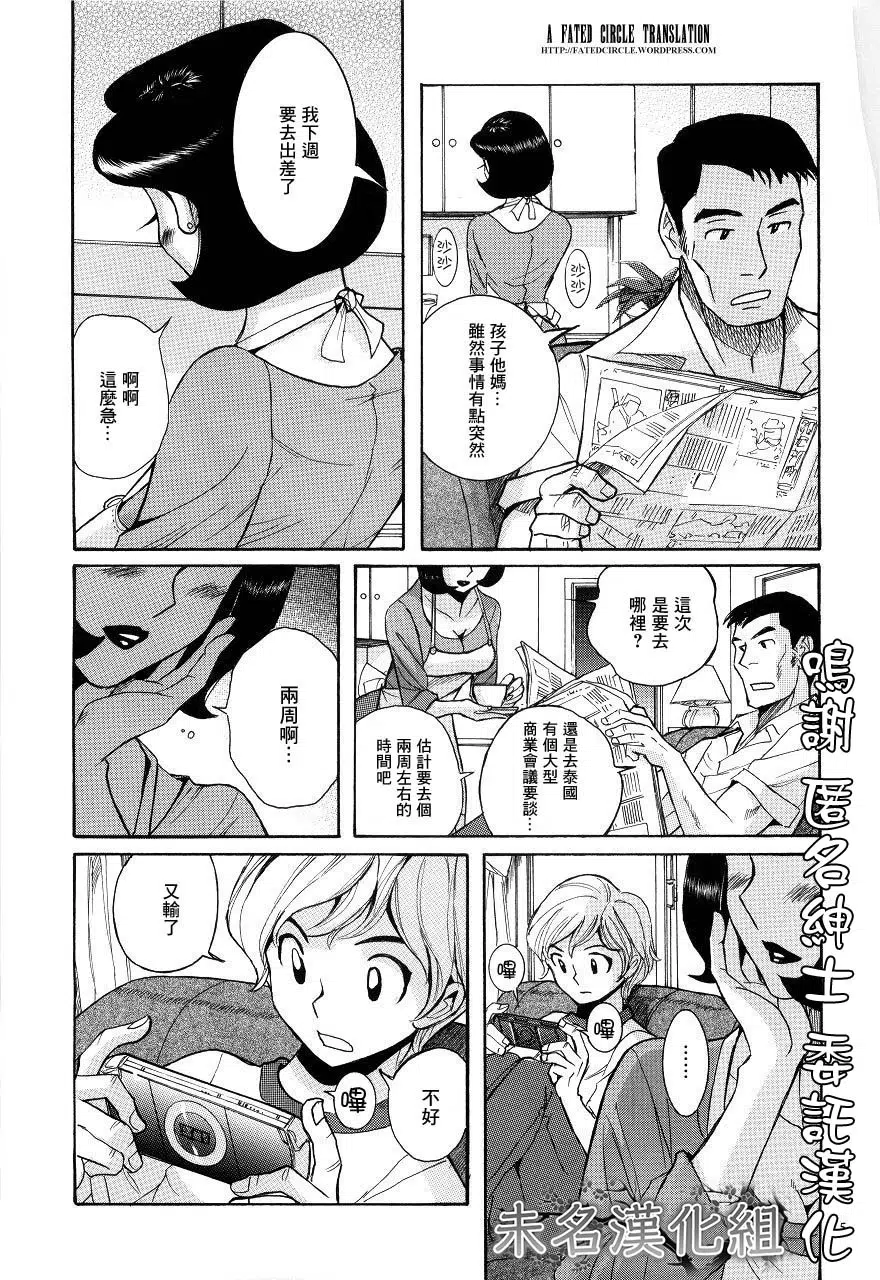 A FATED CIRCLE TRANSLATION
HTTP://FATEDCIRCLE.WORDPRESS.COM
沙沙
沙沙
孩子他媽…
雖然事情有點突然
我下週
要去出差了
啊啊
這麼急…
這次
是要去
哪裡？
還是去泰國
有個大型
商業會議要談…
估計要去個
兩周左右的
時間吧
兩周啊…
……
嗶
嗶
又輸了
嗶
不好
鳴謝 匿名紳士 委託漢化
未名漢化組